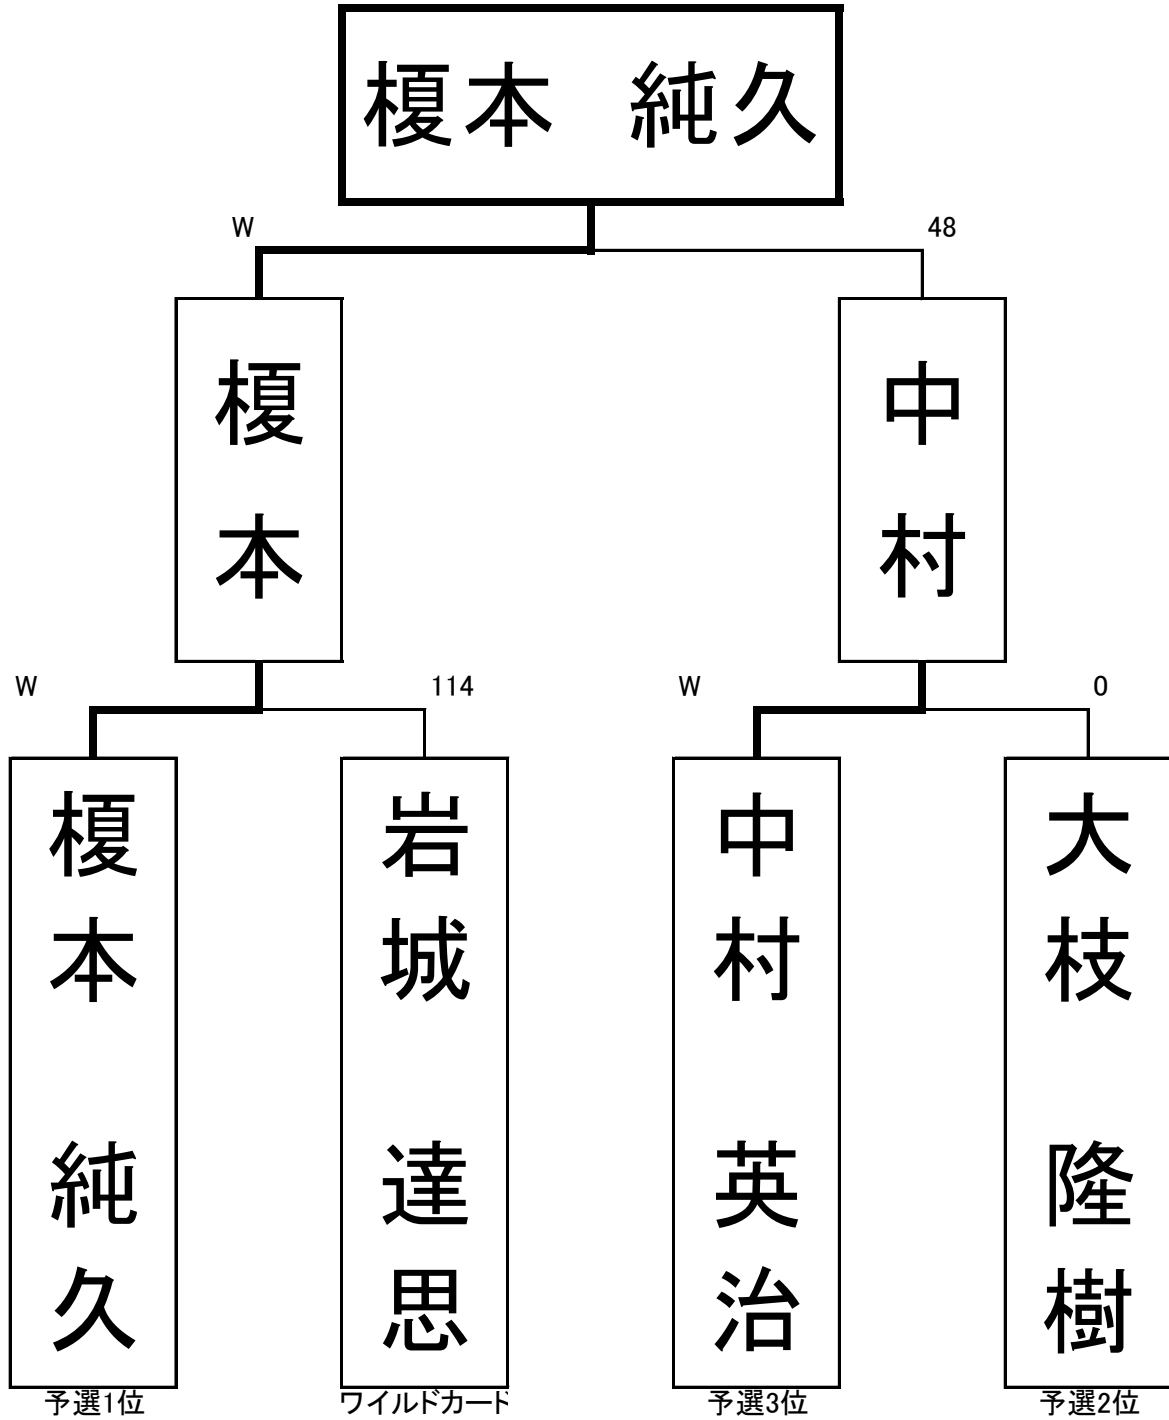 榎本　純久
W
48
榎本
中村
W
114
W
0
榎本　純久
岩城　達思
中村　英治
大枝　隆樹
予選1位
ワイルドカード
予選3位
予選2位